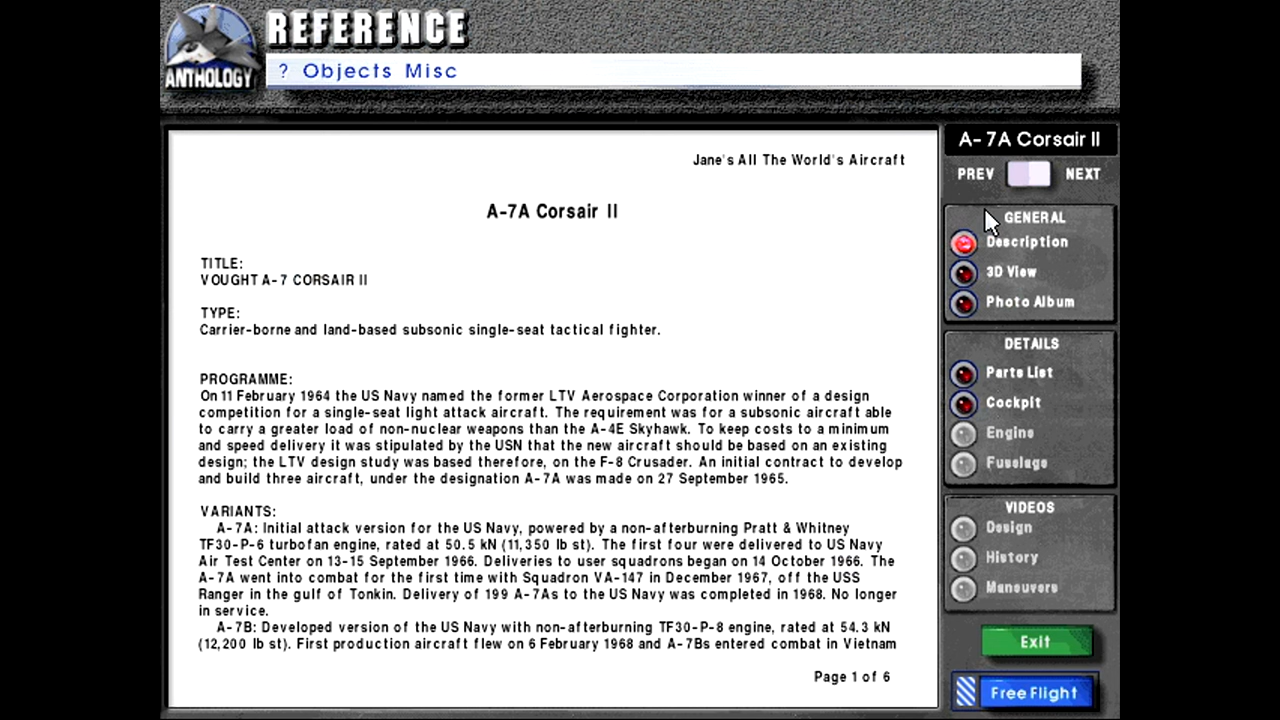 REFERENCE
ANTHOLOGY
? Objects Misc
Jane's All The World's Aircraft
A-7A Corsair II
TITLE:
VOUGHT A-7 CORSAIR II
TYPE:
Carrier-borne and land-based subsonic single-seat tactical fighter.
PROGRAMME:
On 11 February 1964 the US Navy named the former LTV Aerospace Corporation winner of a design
competition for a single-seat light attack aircraft. The requirement was for a subsonic aircraft able
to carry a greater load of non-nuclear weapons than the A-4E Skyhawk. To keep costs to a minimum
and speed delivery it was stipulated by the USN that the new aircraft should be based on an existing
design; the LTV design study was based therefore, on the F-8 Crusader. An initial contract to develop
and build three aircraft, under the designation A-7A was made on 27 September 1965.
VARIANTS:
A-7A: Initial attack version for the US Navy, powered by a non-afterburning Pratt & Whitney
TF30-P-6 turbofan engine, rated at 50.5 kN (11,350 lb st). The first four were delivered to US Navy
Air Test Center on 13-15 September 1966. Deliveries to user squadrons began on 14 October 1966. The
A-7A went into combat for the first time with Squadron VA-147 in December 1967, off the USS
Ranger in the gulf of Tonkin. Delivery of 199 A-7As to the US Navy was completed in 1968. No longer
in service.
A-7B: Developed version of the US Navy with non-afterburning TF30-P-8 engine, rated at 54.3 kN
(12,200 lb st). First production aircraft flew on 6 February 1968 and A-7Bs entered combat in Vietnam
Page 1 of 6
A-7A Corsair II
PREV NEXT
GENERAL
Description
3D View
Photo Album
DETAILS
Parts List
Cockpit
Engine
Fuselage
VIDEOS
Design
History
Maneuvers
Exit
Free Flight